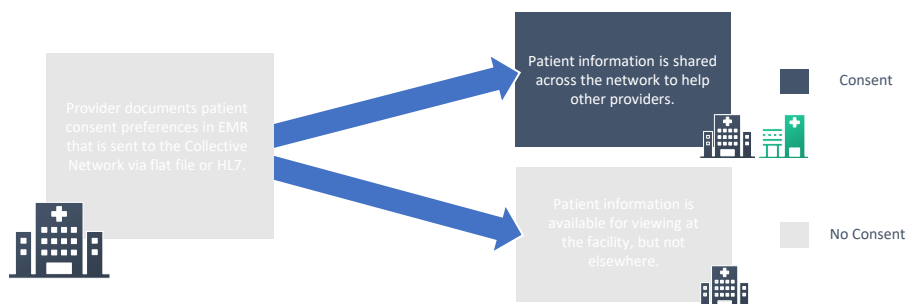 Provider documents patient
consent preferences in EMR
that is sent to the Collective
Network via flat file or HL7.
Patient information is shared
across the network to help
other providers.
Consent
Patient information is
available for viewing at
the facility, but not
elsewhere.
No Consent